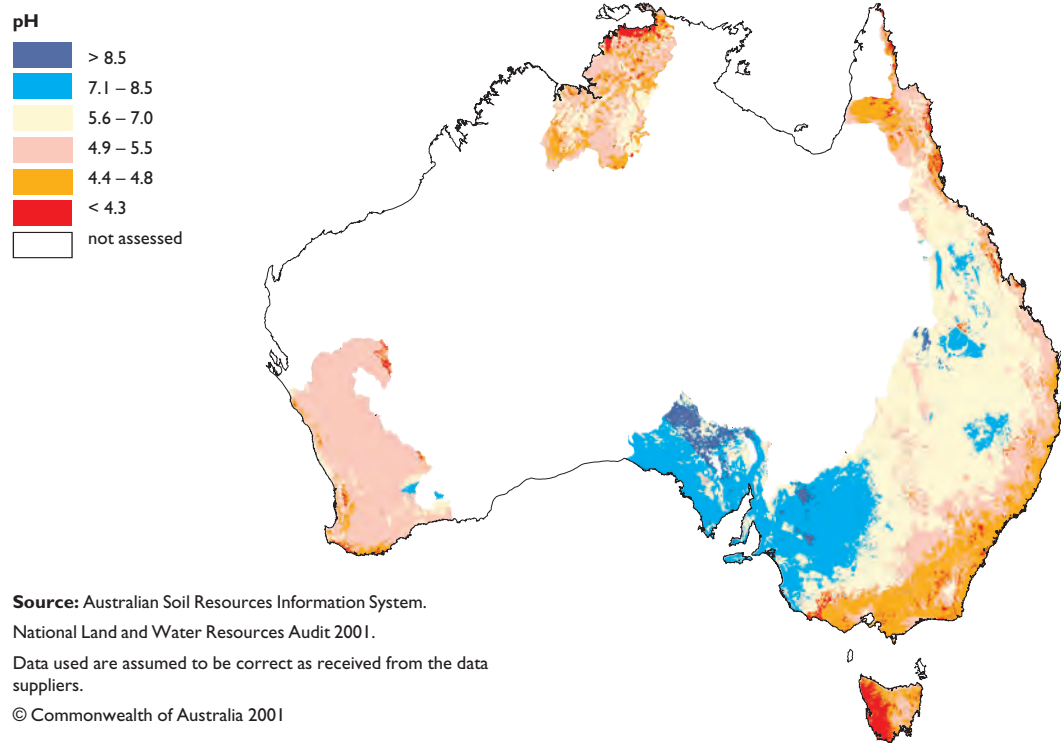 pH
> 8.5
7.1 – 8.5
5.6 – 7.0
4.9 – 5.5
4.4 – 4.8
< 4.3
not assessed
Source: Australian Soil Resources Information System.
National Land and Water Resources Audit 2001.
Data used are assumed to be correct as received from the data
suppliers.
© Commonwealth of Australia 2001